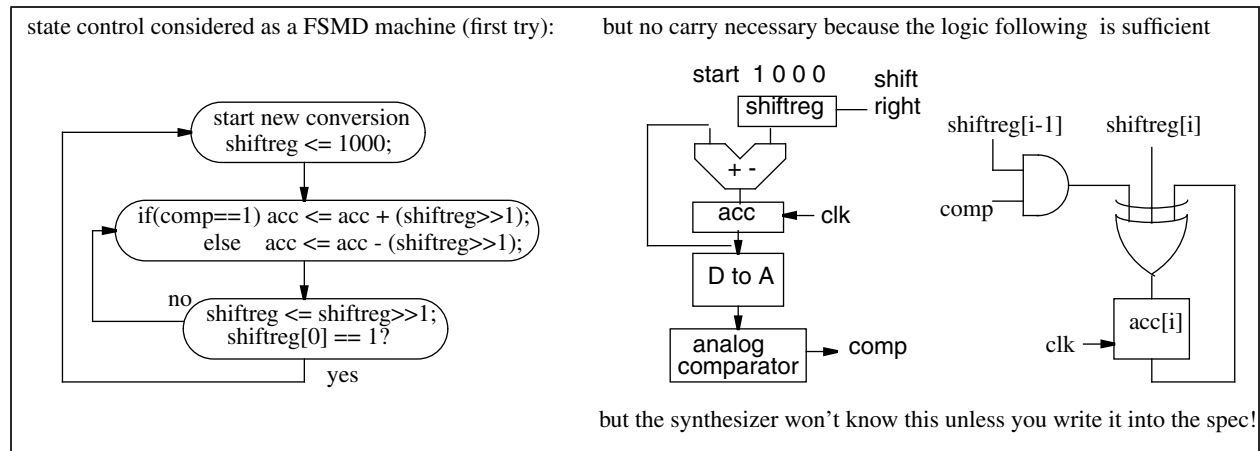 state control considered as a FSMD machine (first try):
start new conversion
shiftreg <= 1000;
if(comp==1) acc <= acc + (shiftreg>>1);
else acc <= acc - (shiftreg>>1);
no
shiftreg <= shiftreg>>1;
shiftreg[0] == 1?
yes
but no carry necessary because the logic following is sufficient
start 1 0 0 0
shiftreg
shift
right
+ -
acc
clk
D to A
analog
comparator
comp
shiftreg[i-1]
shiftreg[i]
comp
acc[i]
clk
but the synthesizer won't know this unless you write it into the spec!